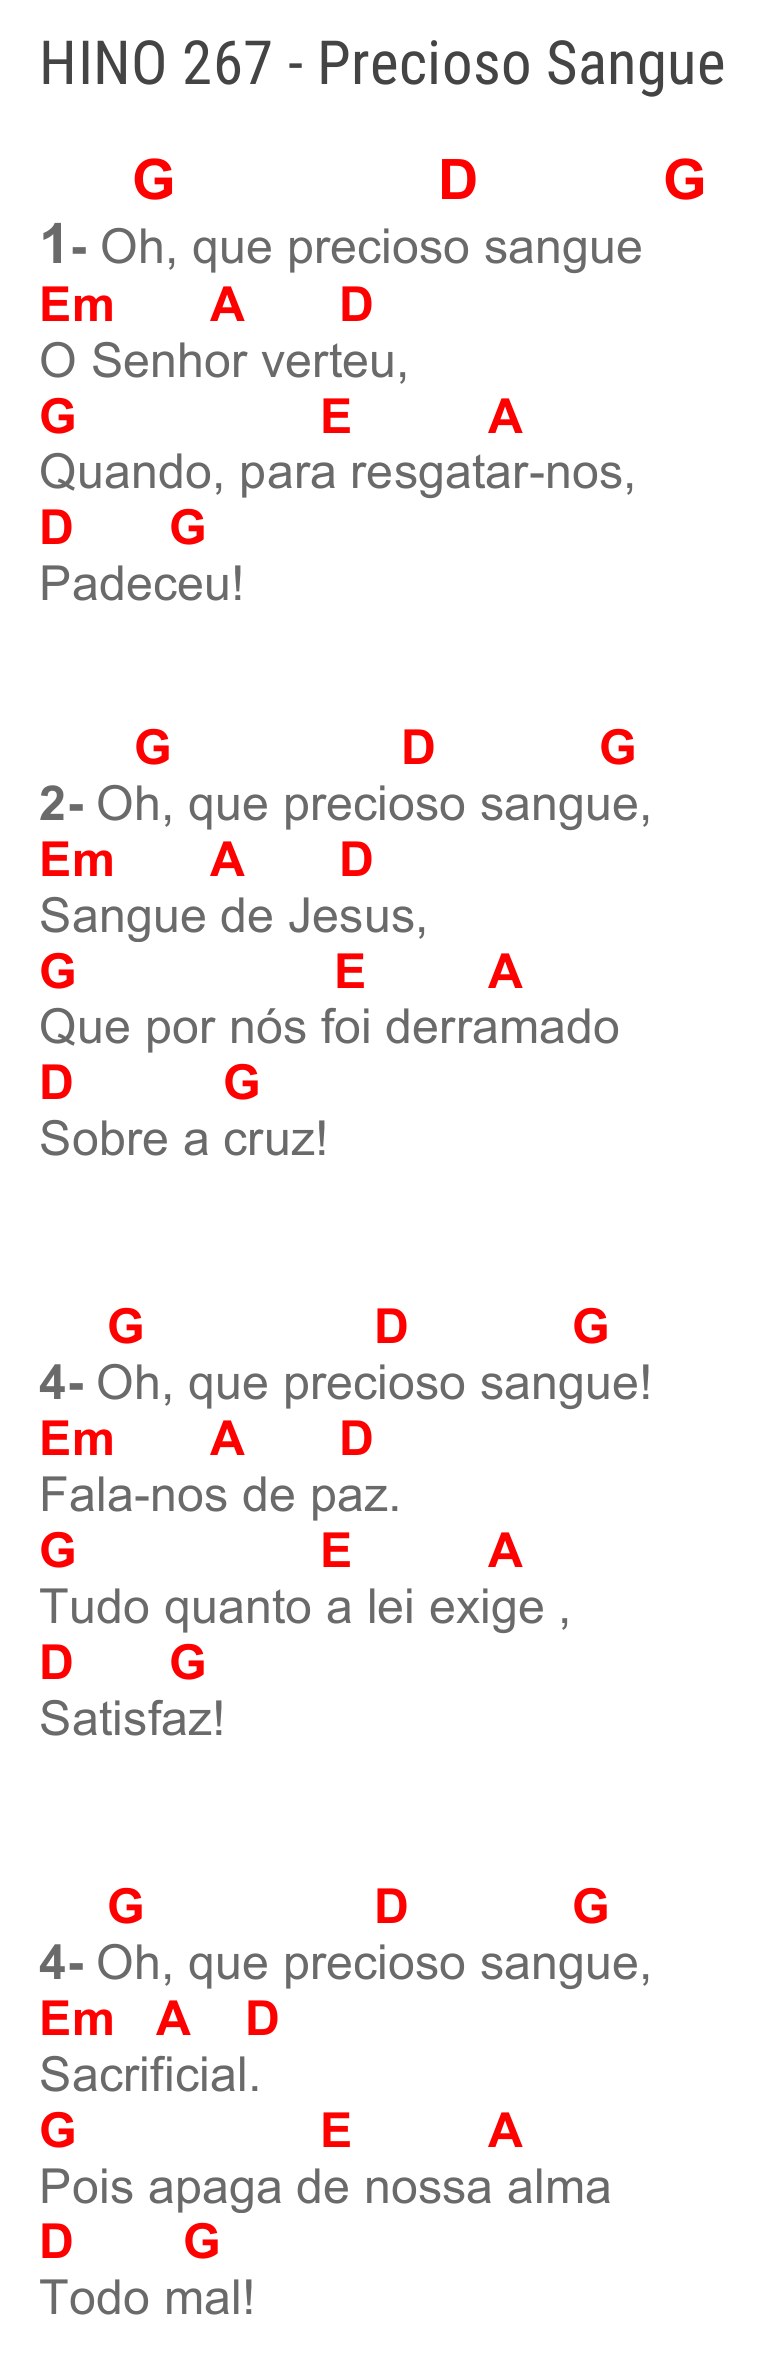 HINO 267 - Precioso Sangue
G D G
1- Oh, que precioso sangue
Em A D
O Senhor verteu,
G E A
Quando, para resgatar-nos,
D G
Padeceu!
G D G
2- Oh, que precioso sangue,
Em A D
Sangue de Jesus,
G E A
Que por nós foi derramado
D G
Sobre a cruz!
G D G
4- Oh, que precioso sangue!
Em A D
Fala-nos de paz.
G E A
Tudo quanto a lei exige ,
D G
Satisfaz!
G D G
4- Oh, que precioso sangue,
Em A D
Sacrificial.
G E A
Pois apaga de nossa alma
D G
Todo mal!